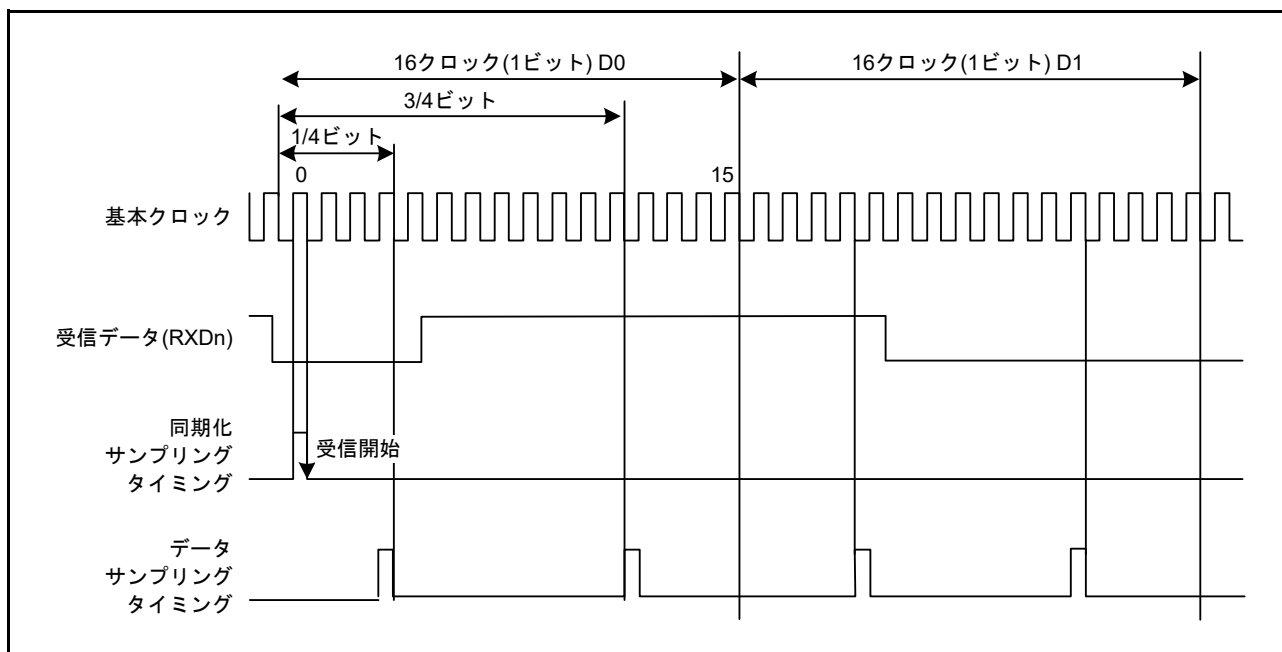 16クロック(1ビット) D0
16クロック(1ビット) D1
3/4ビット
1/4ビット
0
15
基本クロック
受信データ(RXDn)
同期化
サンプリング
タイミング
受信開始
データ
サンプリング
タイミング